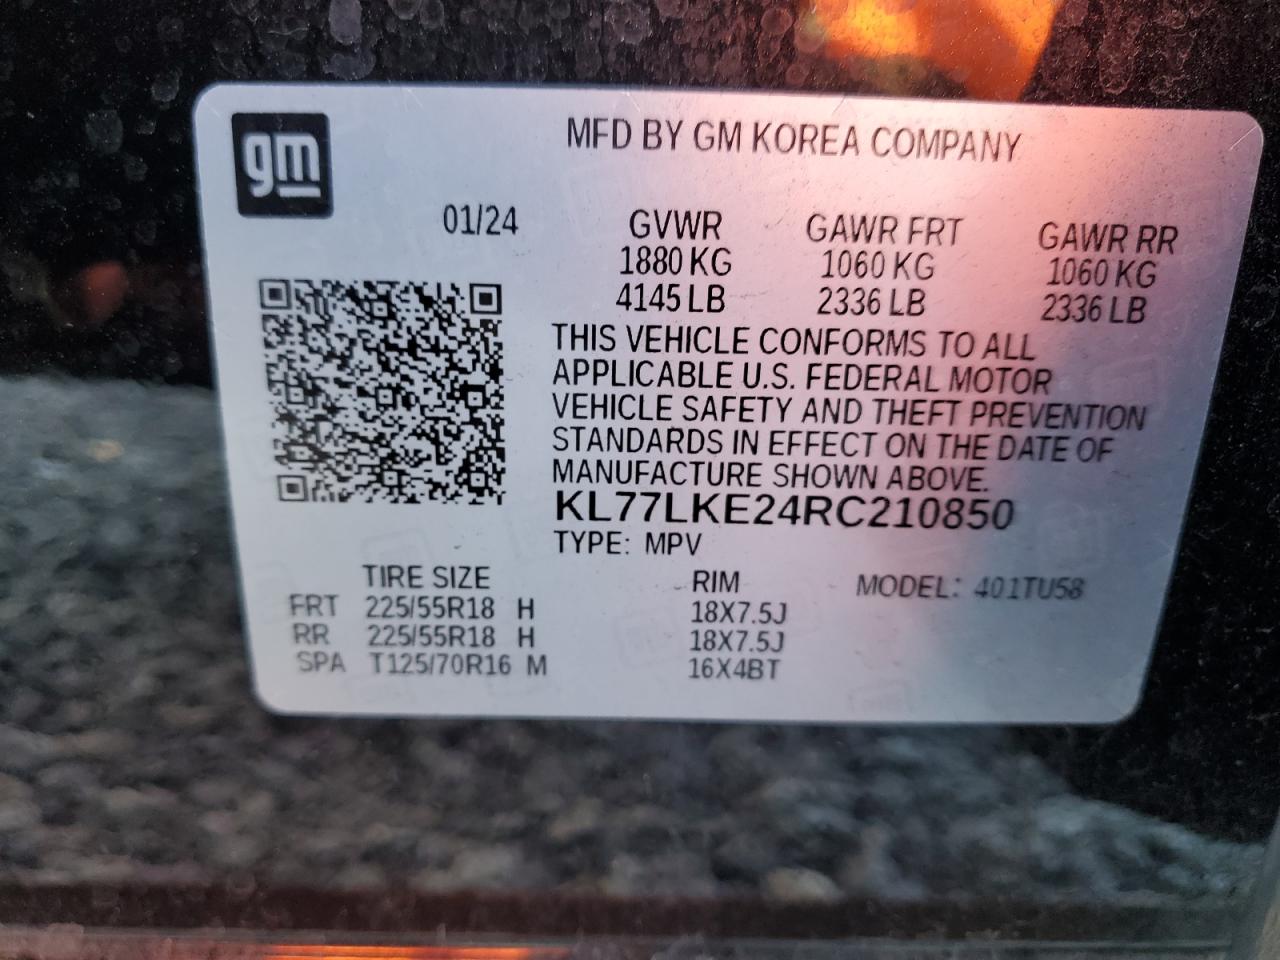 gm
MFD BY GM KOREA COMPANY
01/24 GVWR GAWR FRT GAWR RR
1880 KG 1060 KG 1060 KG
4145 LB 2336 LB 2336 LB
THIS VEHICLE CONFORMS TO ALL
APPLICABLE U.S. FEDERAL MOTOR
VEHICLE SAFETY AND THEFT PREVENTION
STANDARDS IN EFFECT ON THE DATE OF
MANUFACTURE SHOWN ABOVE.
KL77LKE24RC210850
TYPE: MPV
TIRE SIZE RIM MODEL: 401TU58
FRT 225/55R18 H 18X7.5J
RR 225/55R18 H 18X7.5J
SPA T125/70R16 M 16X4BT